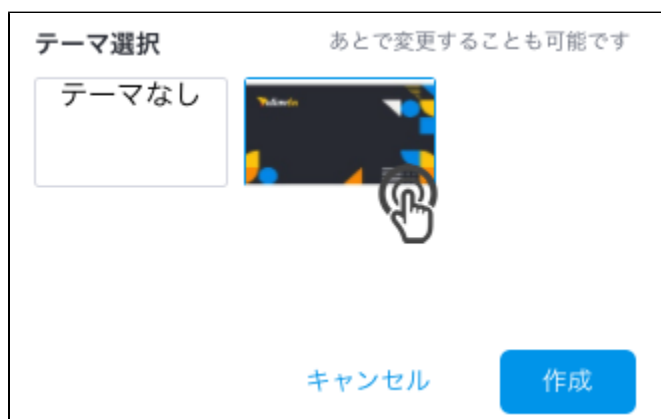 テーマ選択
あとで変更することも可能です
テーマなし
キャンセル
作成